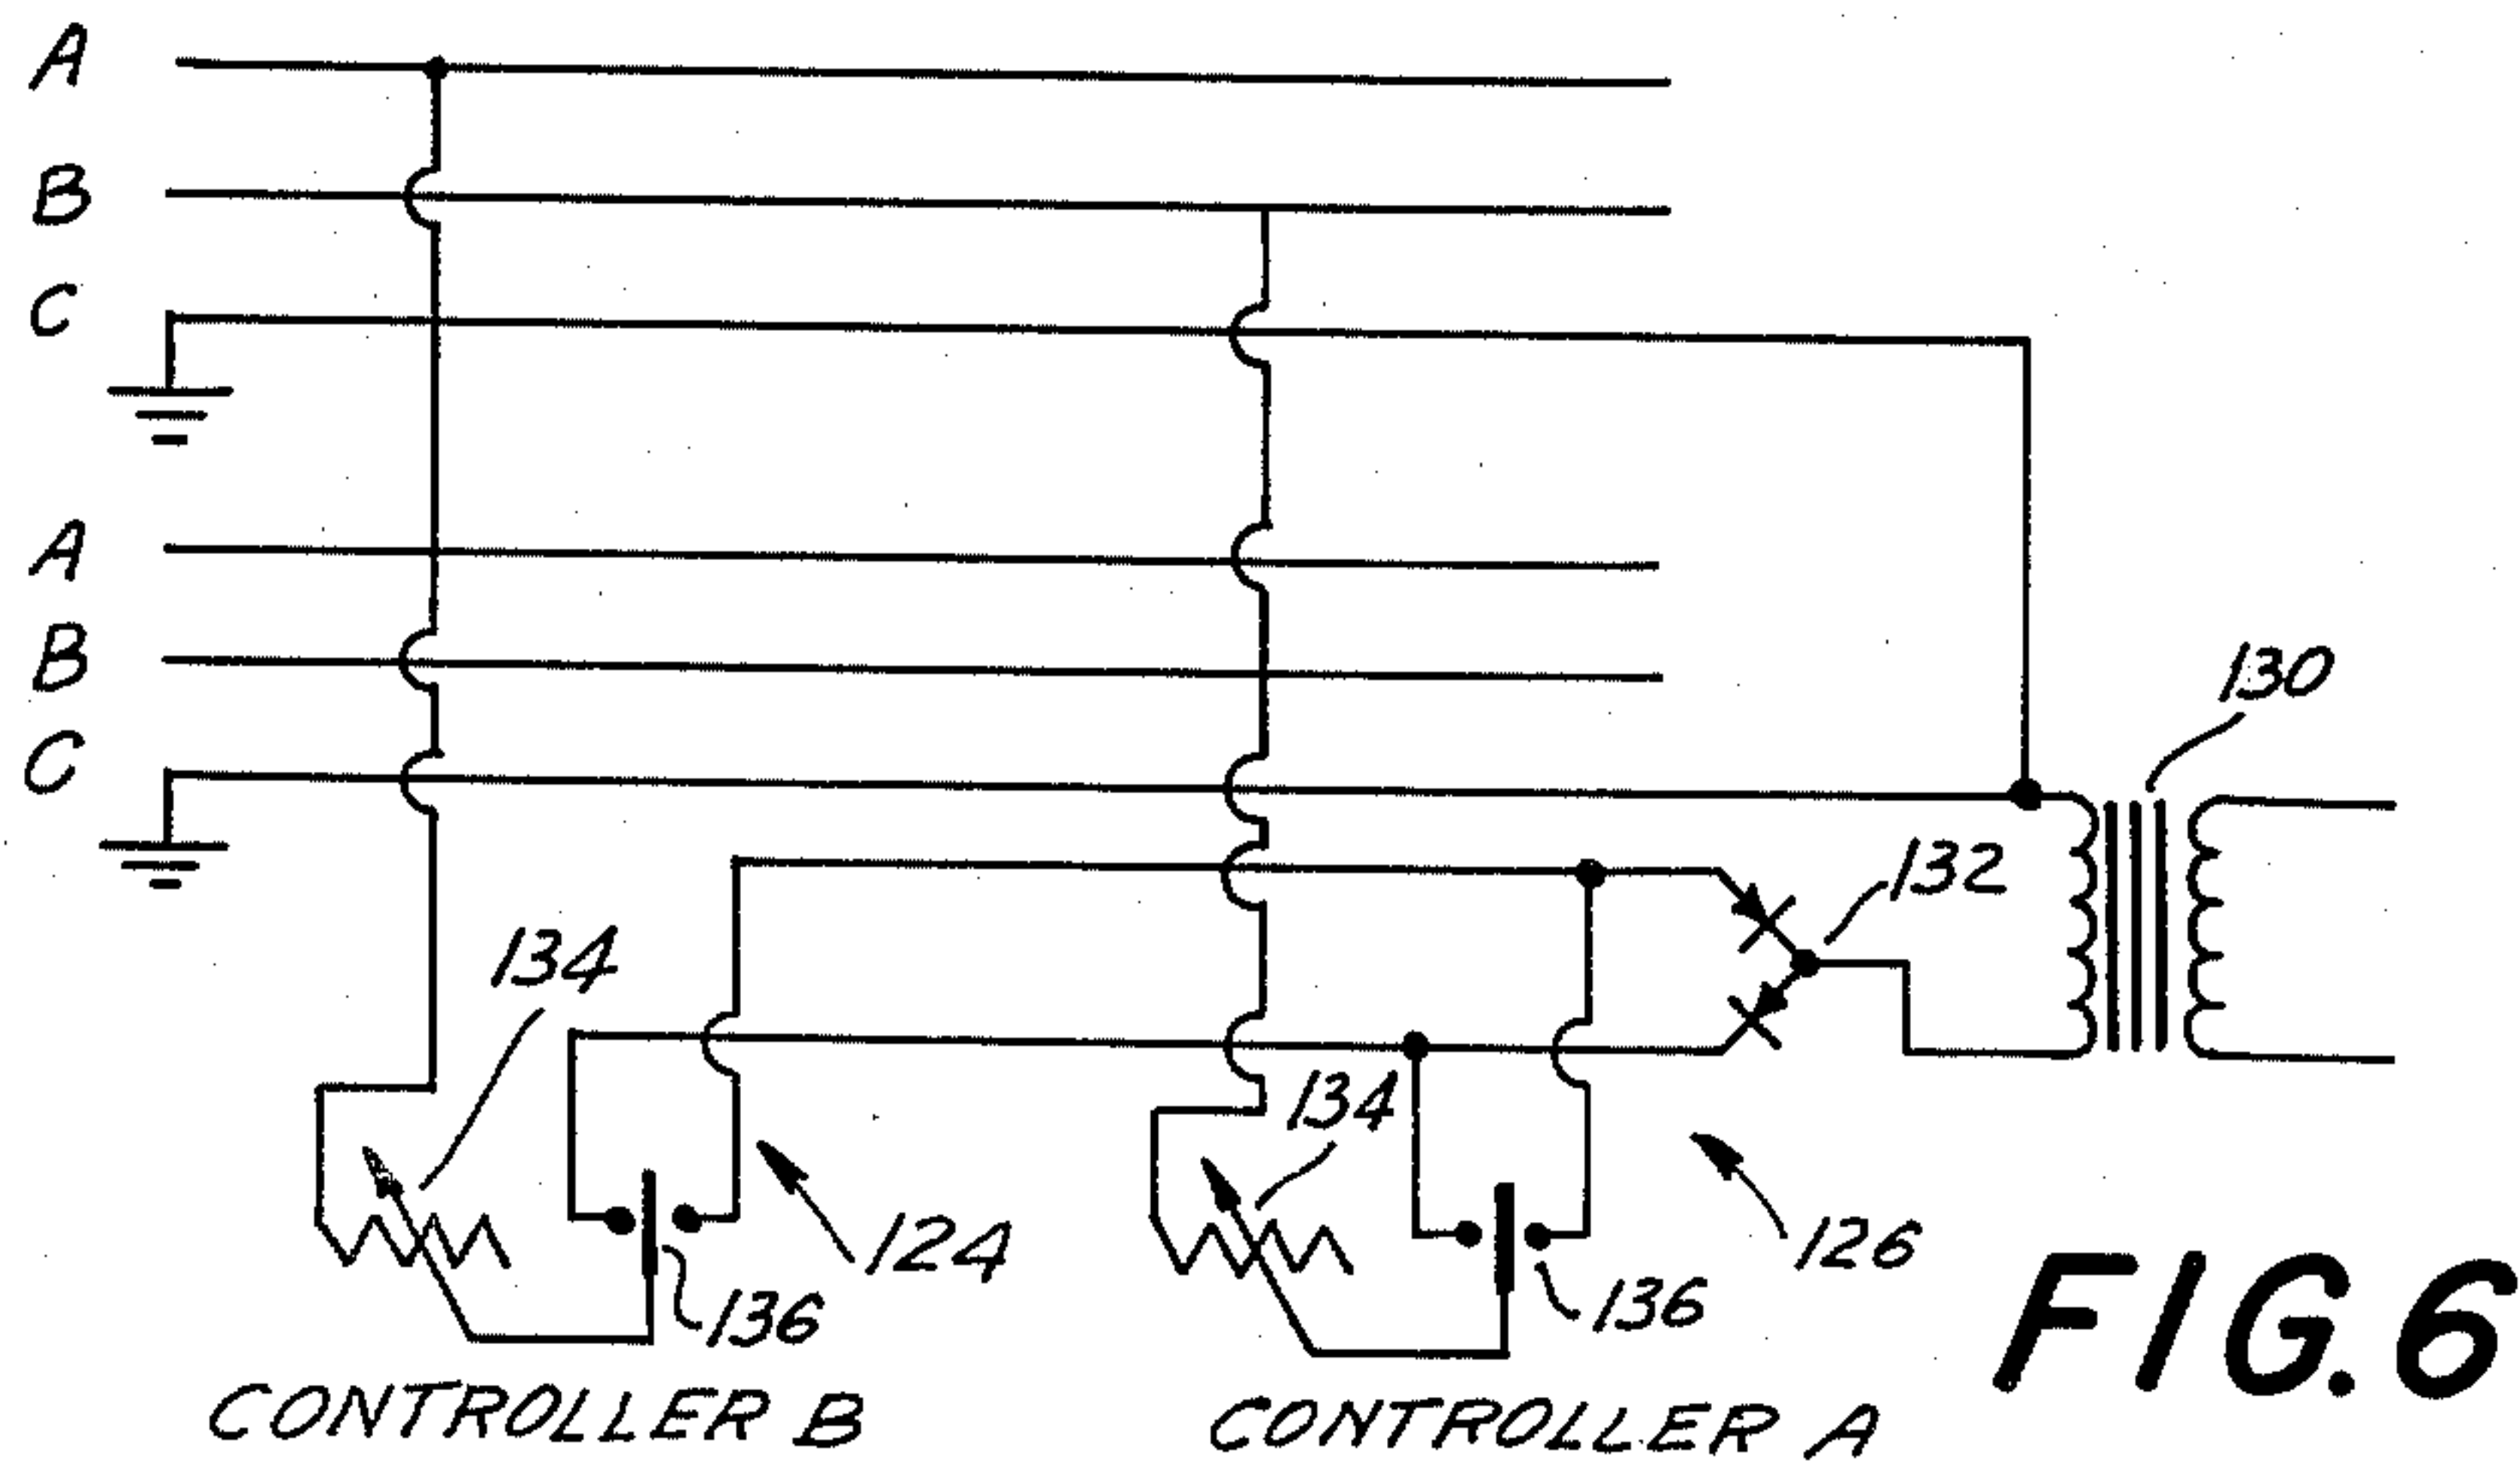 A
B
C
A
B
C
130
132
134
134
124
126
136
136
CONTROLLER B
CONTROLLER A
FIG. 6